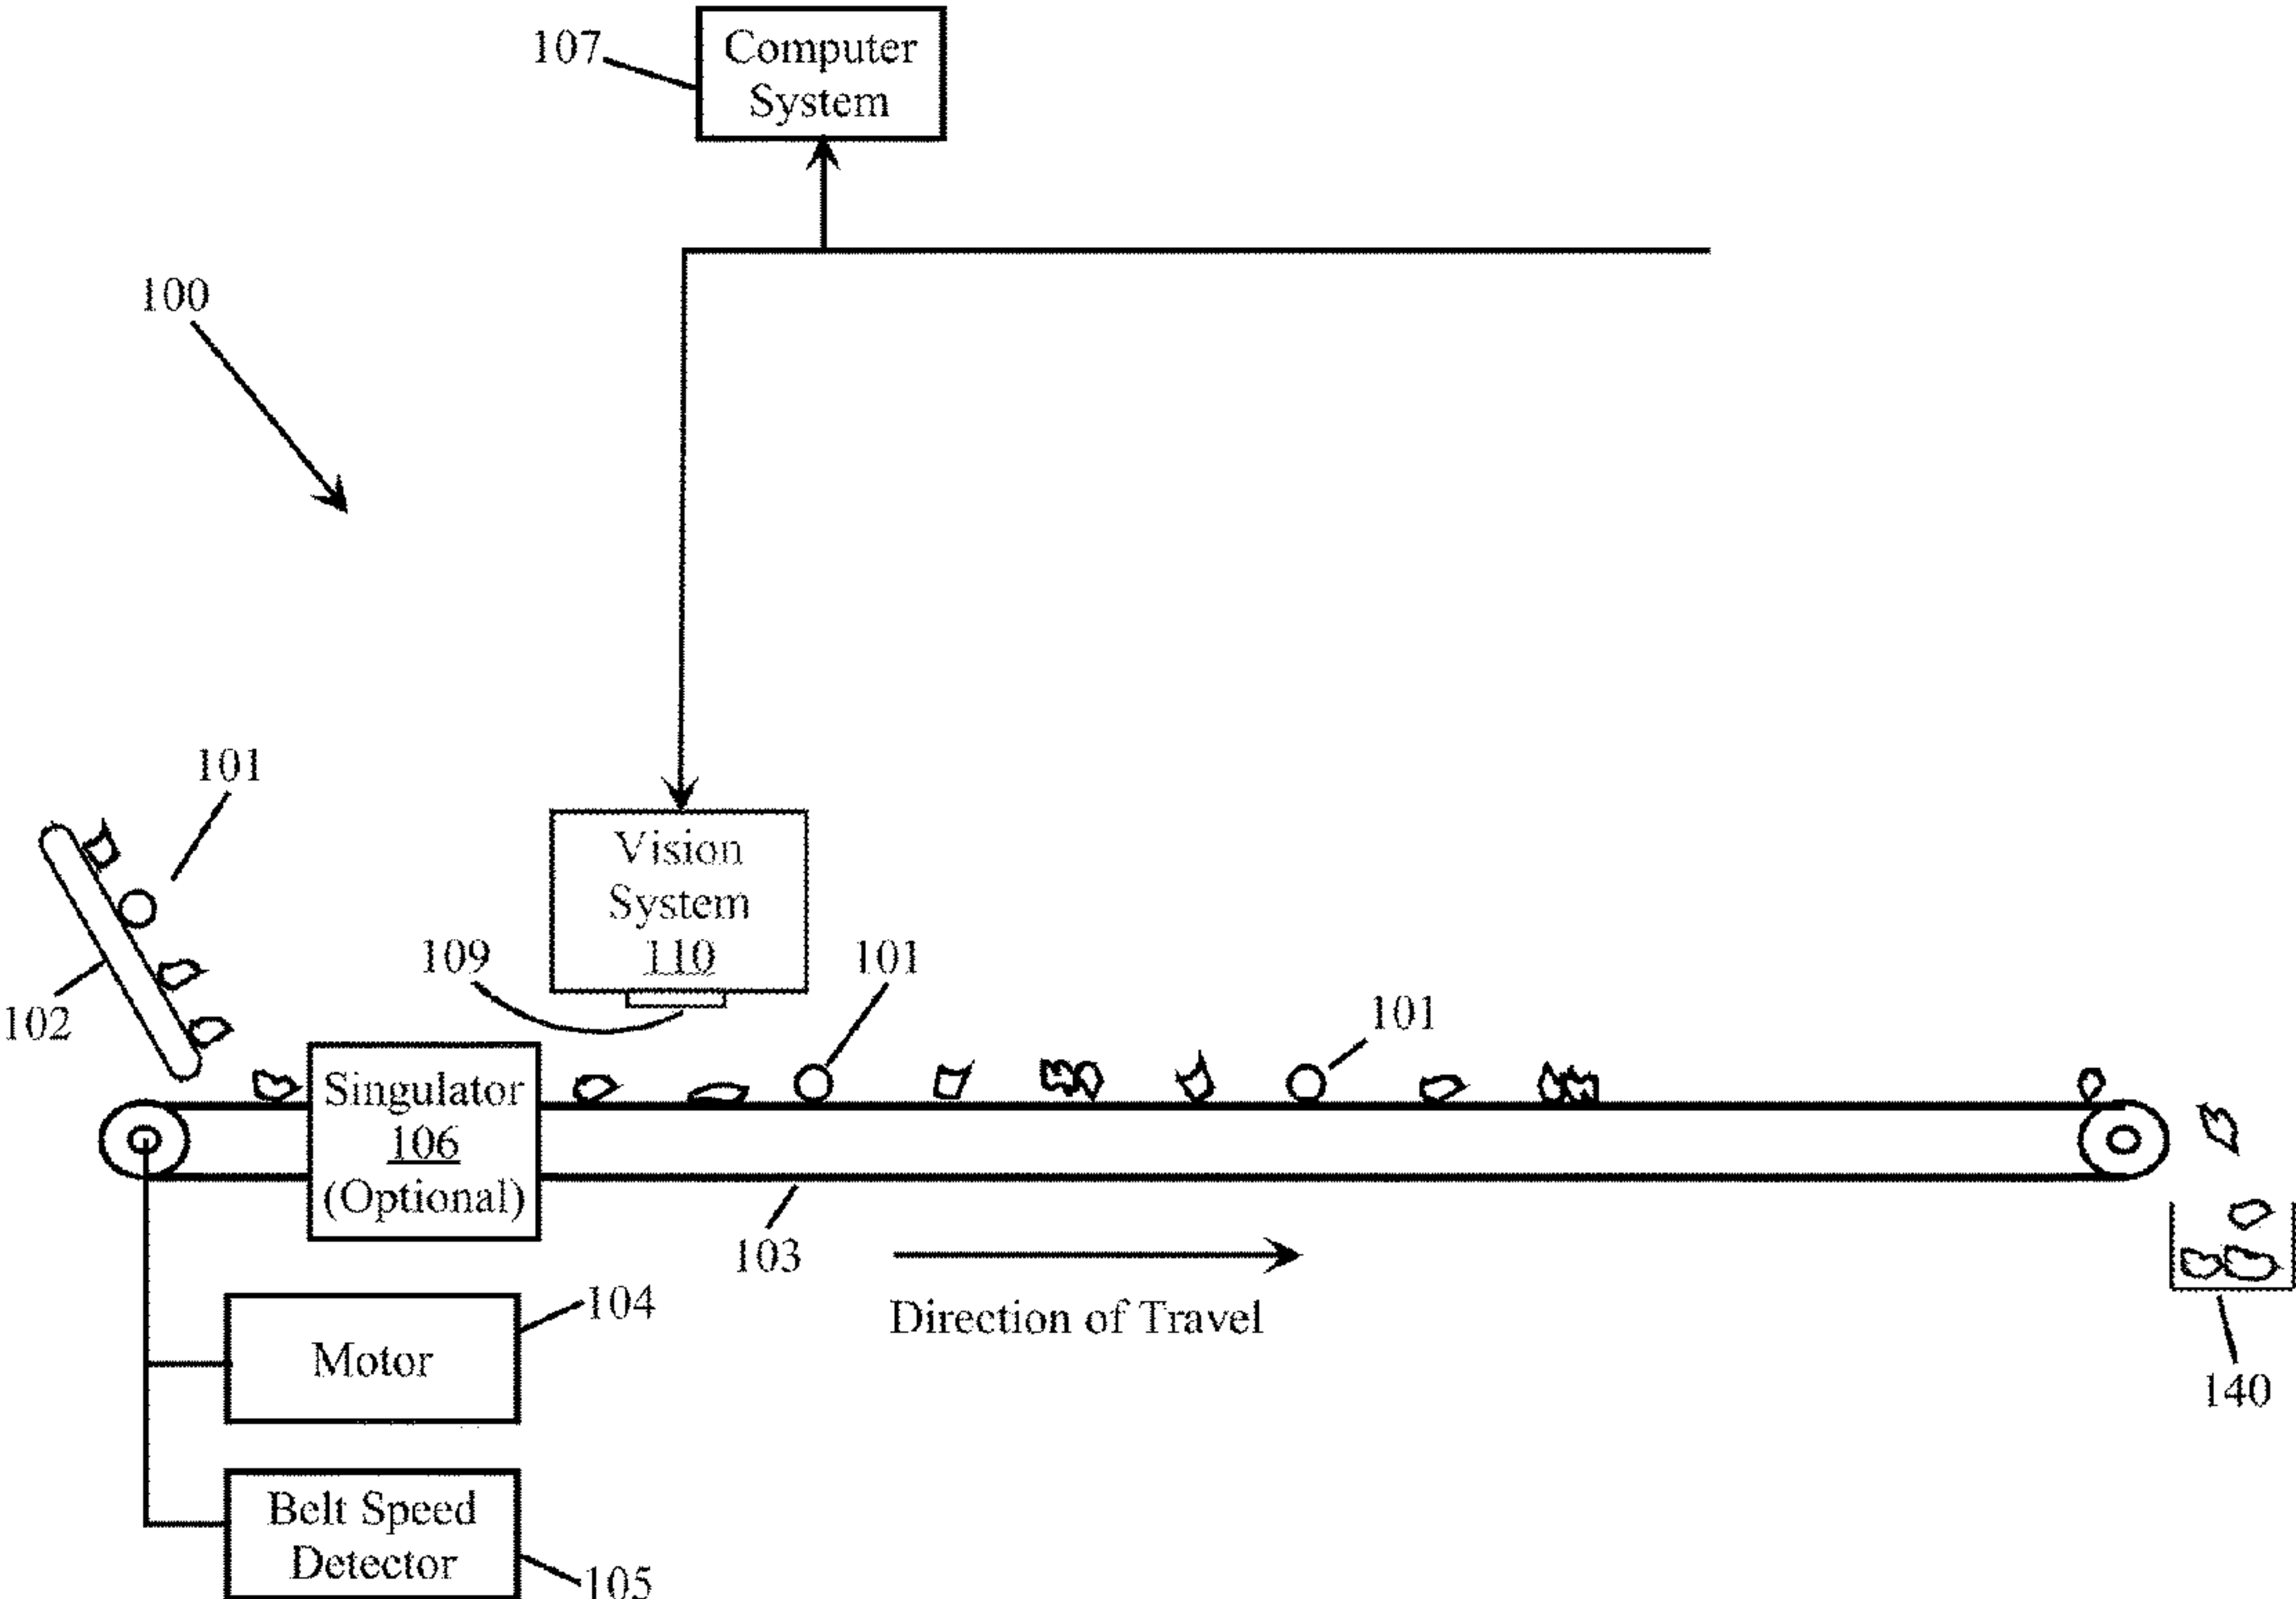 107
Computer
System
100
101
Vision
System
110
109
101
101
102
Singulator
106
(Optional)
103
Direction of Travel
104
Motor
140
Belt Speed
Detector
105